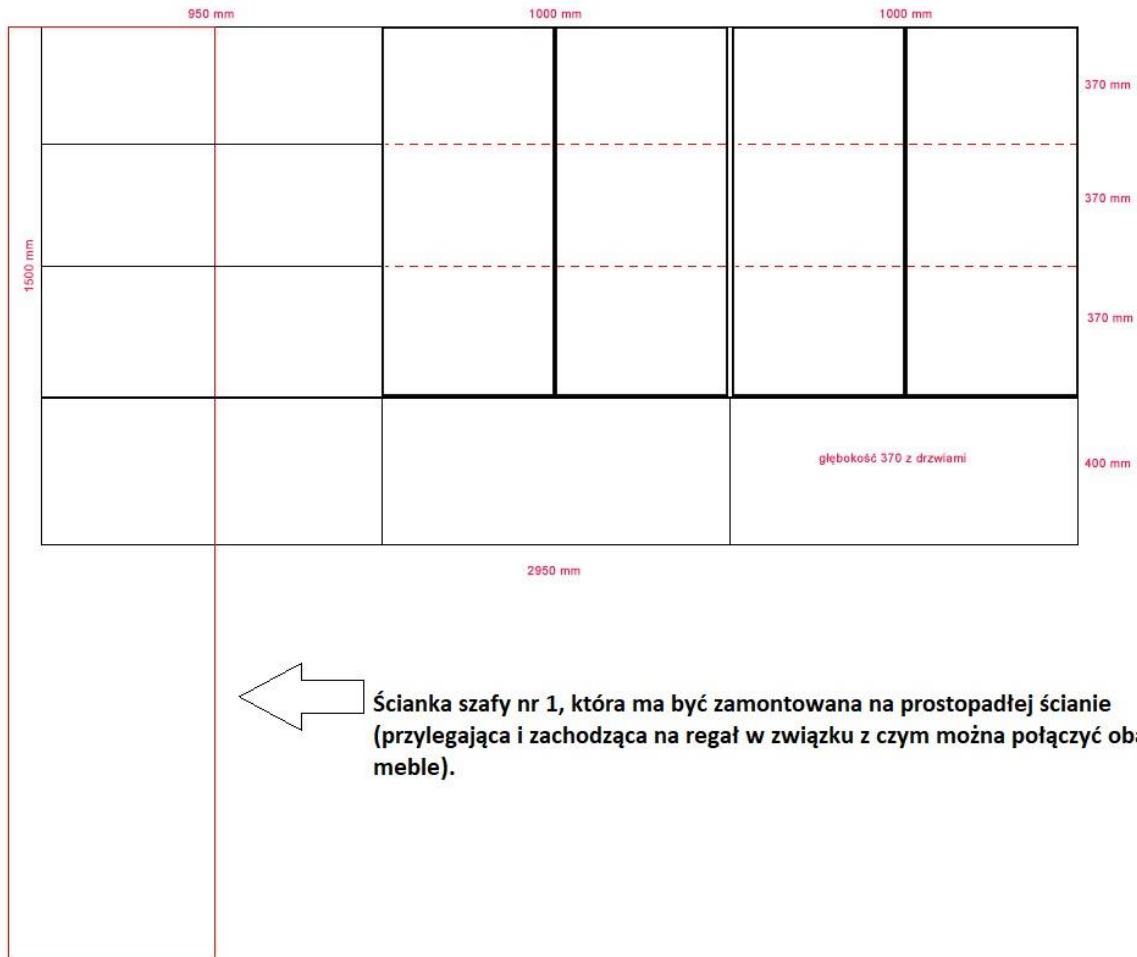 950 mm
1000 mm
1000 mm
370 mm
370 mm
1500 mm
370 mm
głębokość 370 z drzwiami
400 mm
2950 mm
Ścianka szafy nr 1, która ma być zamontowana na prostopadłej ścianie
(przylegająca i zachodząca na regał w związku z czym można połączyć oba
meble).